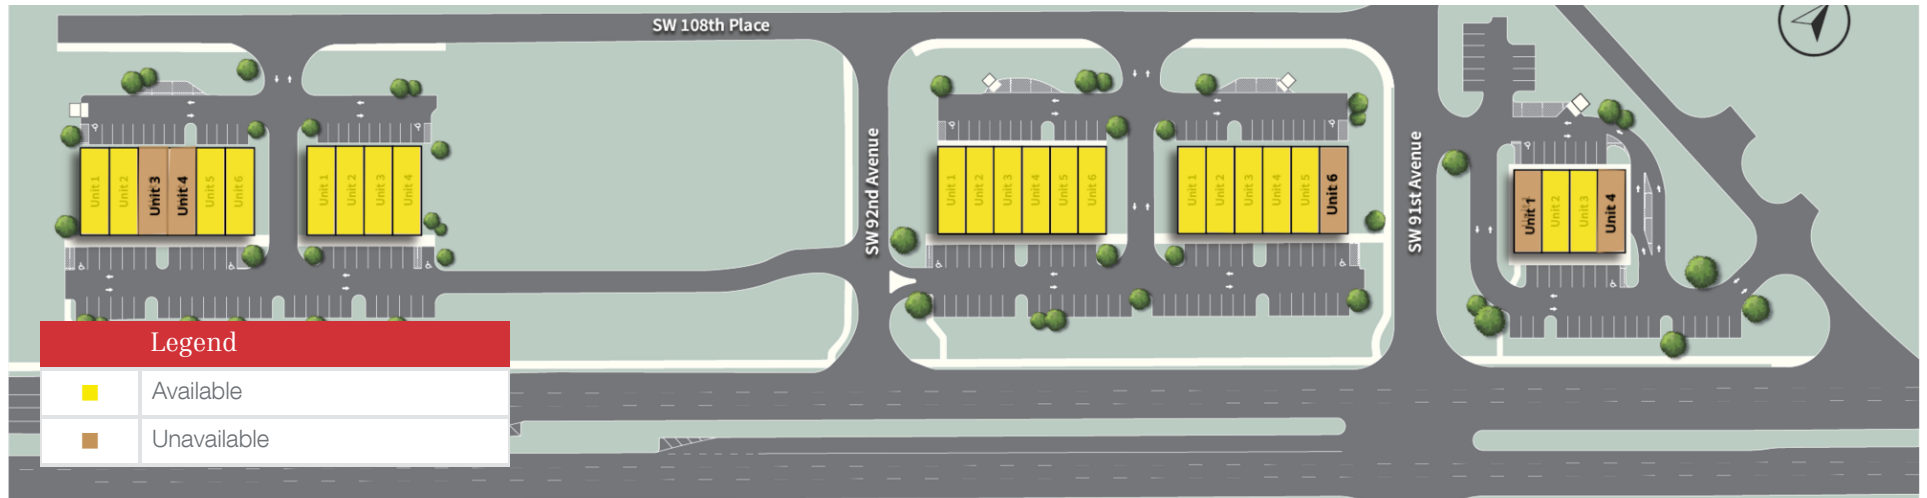 SW 108th Place
SW 92nd Avenue
SW 91st Avenue
Unit 1
Unit 2
Unit 3
Unit 4
Unit 5
Unit 6
Unit 1
Unit 2
Unit 3
Unit 4
Unit 1
Unit 2
Unit 3
Unit 4
Unit 5
Unit 6
Unit 1
Unit 2
Unit 3
Unit 4
Unit 5
Unit 6
Unit 1
Unit 2
Unit 3
Unit 4
Legend
Available
Unavailable